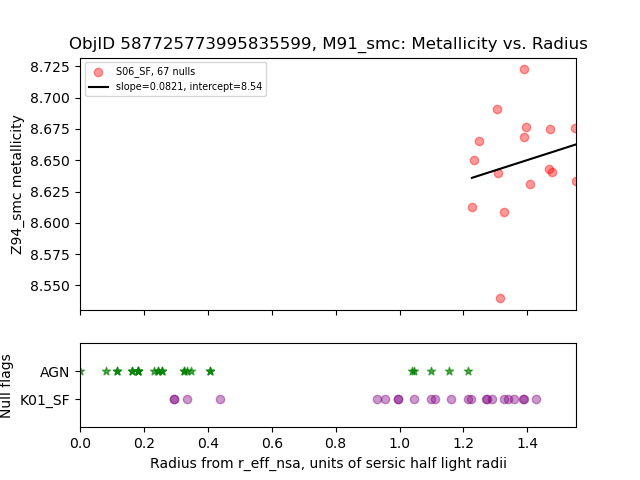 ObjID 587725773995835599, M91_smc: Metallicity vs. Radius
S06_SF, 67 nulls
slope=0.0821, intercept=8.54
Z94_smc metallicity
8.725
8.700
8.675
8.650
8.625
8.600
8.575
8.550
Null flags
AGN
K01_SF
0.0 0.2 0.4 0.6 0.8 1.0 1.2 1.4
Radius from r_eff_nsa, units of sersic half light radii